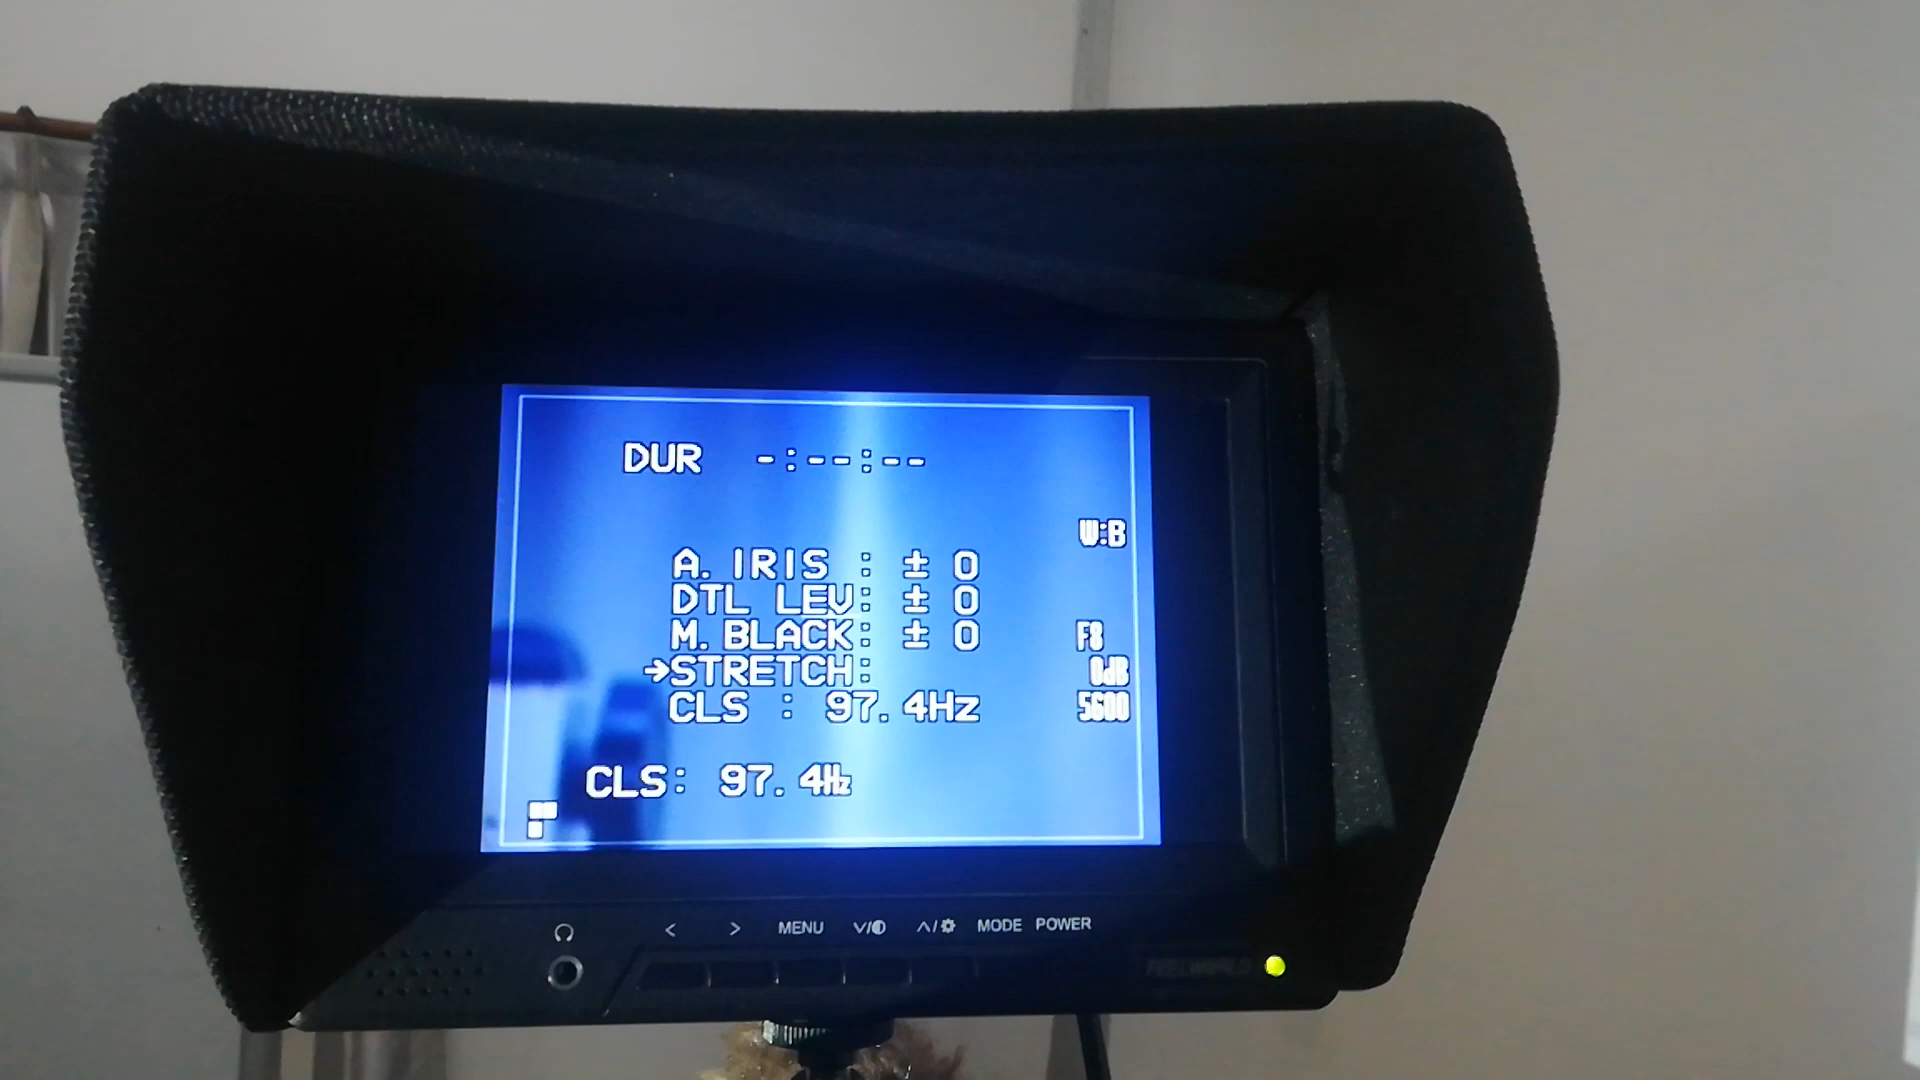 DUR -:--:--
W:B
A. IRIS : ± 0
DTL LEV: ± 0
M. BLACK: ± 0
F8
→STRETCH:
0dB
CLS : 97.4Hz
5600
CLS: 97.4Hz
< > MENU ∨/◐ ∧/⚙ MODE POWER
FEELWORLD